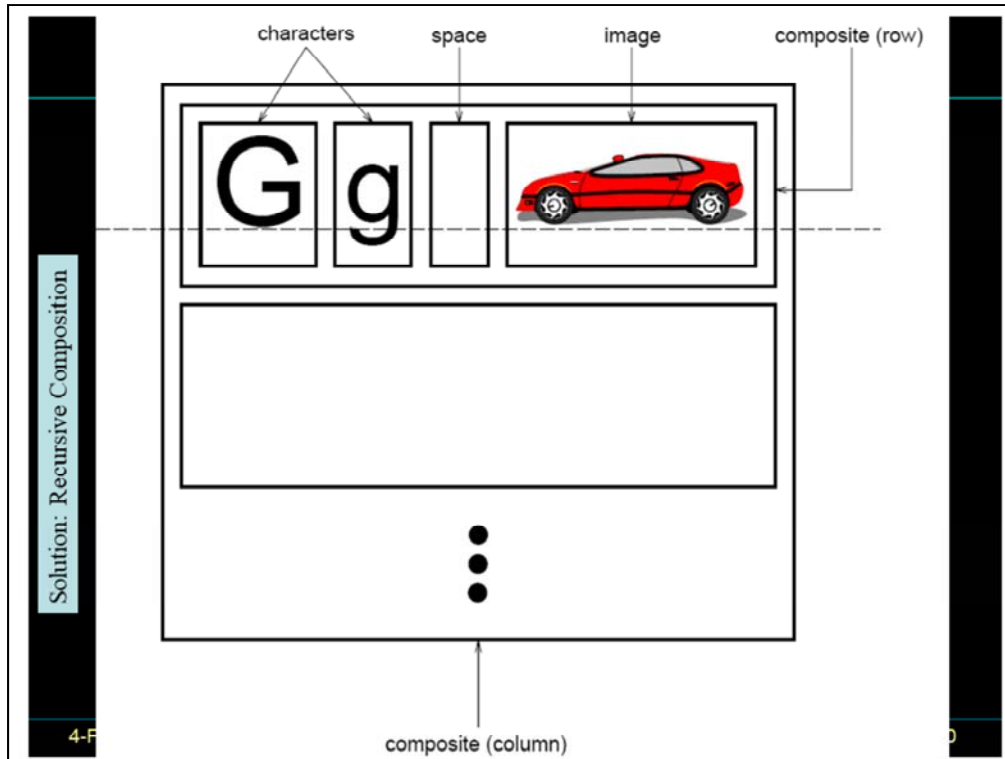 characters
space
image
composite (row)
G
g
Solution: Recursive Composition
composite (column)